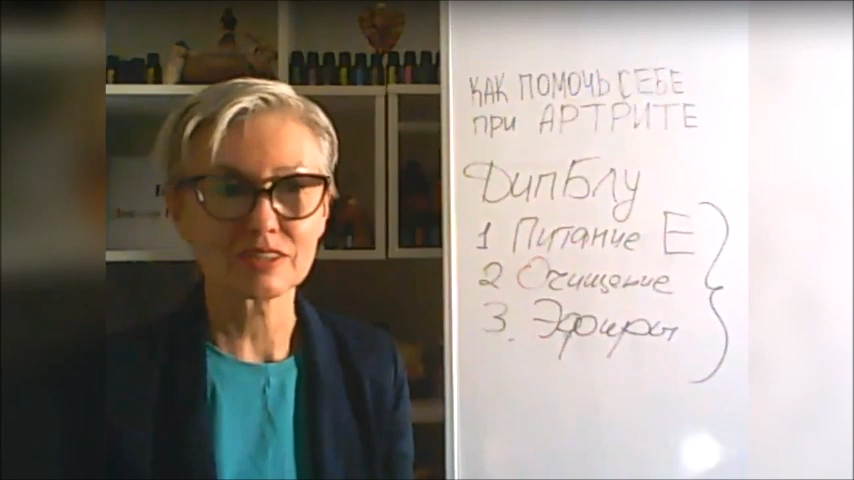 КАК ПОМОЧЬ СЕБЕ
при АРТРИТЕ
ДипБлу
1 Питание Е
2 Очищение
3. Эфиры